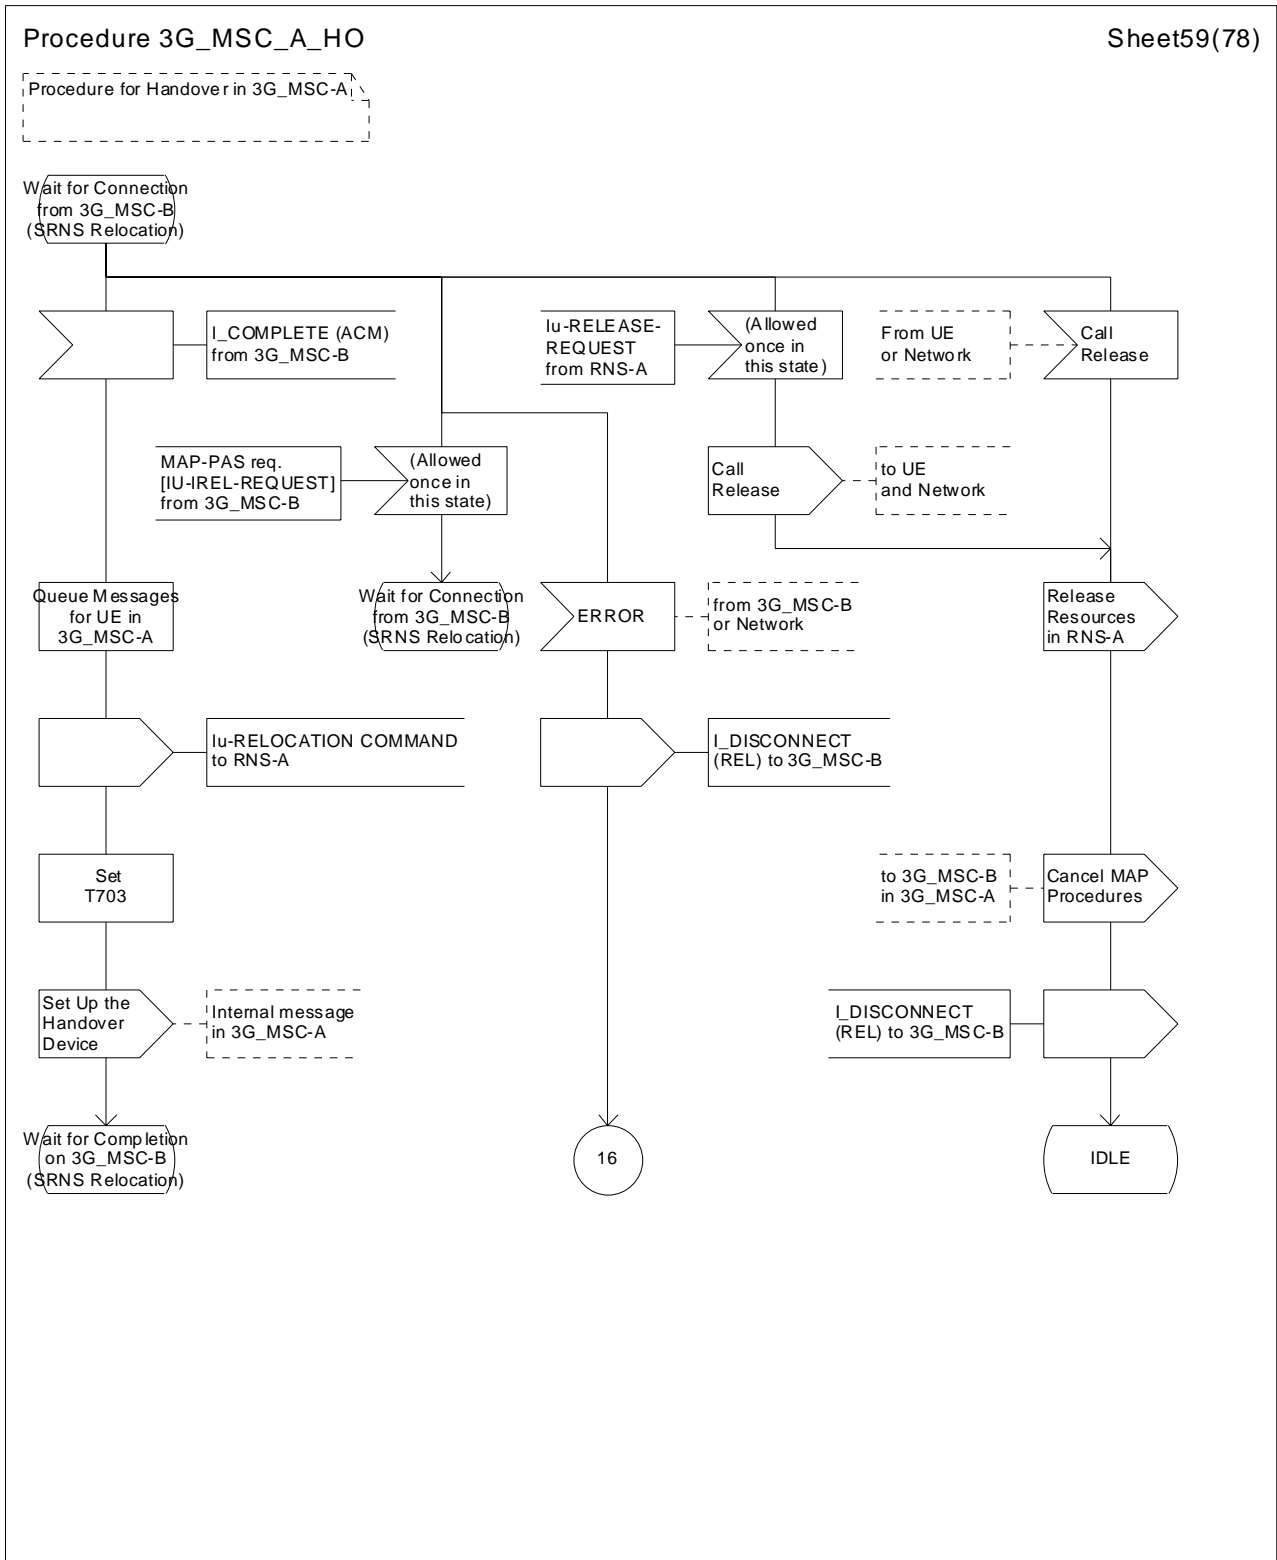 Procedure 3G_MSC_A_HO
Sheet59(78)
Procedure for Handover in 3G_MSC-A
Wait for Connection
from 3G_MSC-B
(SRNS Relocation)
I_COMPLETE (ACM)
from 3G_MSC-B
Iu-RELEASE-
REQUEST
from RNS-A
(Allowed
once in
this state)
From UE
or Network
Call
Release
MAP-PAS req.
[IU-IREL-REQUEST]
from 3G_MSC-B
(Allowed
once in
this state)
Call
Release
to UE
and Network
Queue Messages
for UE in
3G_MSC-A
Wait for Connection
from 3G_MSC-B
(SRNS Relocation)
ERROR
from 3G_MSC-B
or Network
Release
Resources
in RNS-A
Iu-RELOCATION COMMAND
to RNS-A
I_DISCONNECT
(REL) to 3G_MSC-B
Set
T703
to 3G_MSC-B
in 3G_MSC-A
Cancel MAP
Procedures
Set Up the
Handover
Device
Internal message
in 3G_MSC-A
I_DISCONNECT
(REL) to 3G_MSC-B
Wait for Completion
on 3G_MSC-B
(SRNS Relocation)
16
IDLE